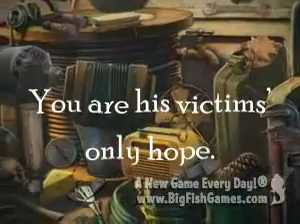 You are his victims'
only hope.
A New Game Every Day!®
www.BigFishGames.com